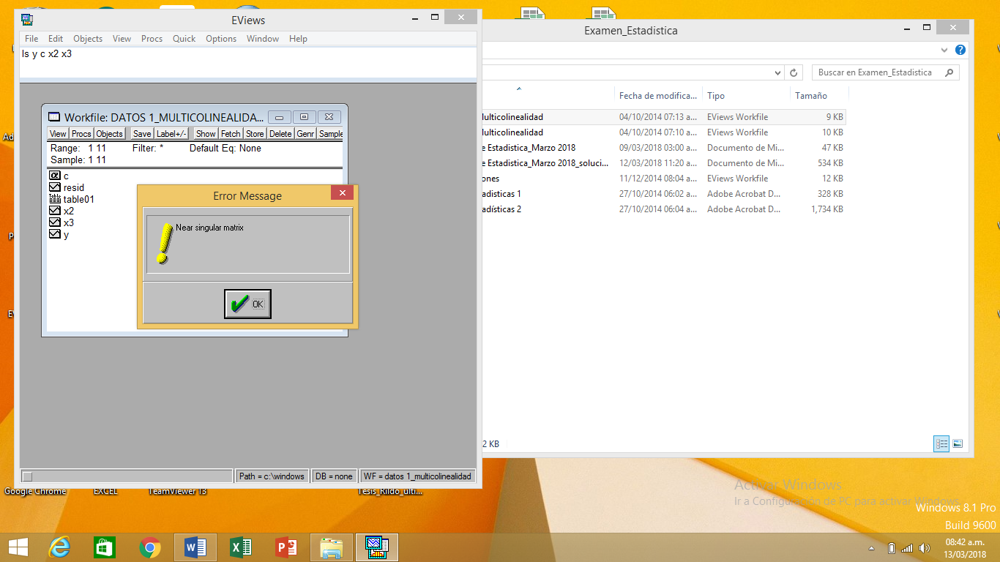 EViews
File Edit Objects View Procs Quick Options Window Help
ls y c x2 x3
Workfile: DATOS 1_MULTICOLINEALIDA...
View Procs Objects Save Label+/- Show Fetch Store Delete Genr Sample
Range: 1 11 Filter: * Default Eq: None
Sample: 1 11
c
resid
Table table01
x2
x3
y
Error Message
Near singular matrix
OK
Path = c:\windows DB = none WF = datos 1_multicolinealidad
Examen_Estadistica
Buscar en Examen_Estadistica
Fecha de modifica... Tipo Tamaño
Multicolinealidad 04/10/2014 07:13 a... EViews Workfile 9 KB
Multicolinealidad 04/10/2014 07:10 a... EViews Workfile 10 KB
e Estadistica_Marzo 2018 09/03/2018 03:00 a... Documento de Mi... 47 KB
e Estadistica_Marzo 2018_soluci... 12/03/2018 11:20 a... Documento de Mi... 534 KB
ones 11/12/2014 08:04 a... EViews Workfile 12 KB
adisticas 1 27/10/2014 06:02 a... Adobe Acrobat D... 328 KB
adísticas 2 27/10/2014 06:04 a... Adobe Acrobat D... 1,734 KB
2 KB
Google Chrome EXCEL TeamViewer 13 Tesis_Rildo_ulti...
Activar Windows
Ir a Configuración de PC para activar Windows.
Windows 8.1 Pro
Build 9600
08:42 a.m.
13/03/2018